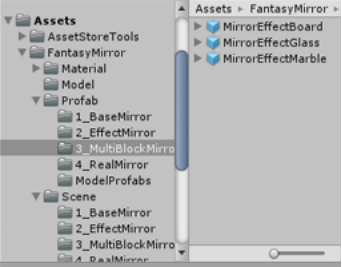 Assets
AssetStoreTools
FantasyMirror
Material
Model
Profab
1_BaseMirror
2_EffectMirror
3_MultiBlockMirro
4_RealMirror
ModelProfabs
Scene
1_BaseMirror
2_EffectMirror
3_MultiBlockMirro
4_RealMirror
Assets ▸ FantasyMirror ▸
MirrorEffectBoard
MirrorEffectGlass
MirrorEffectMarble